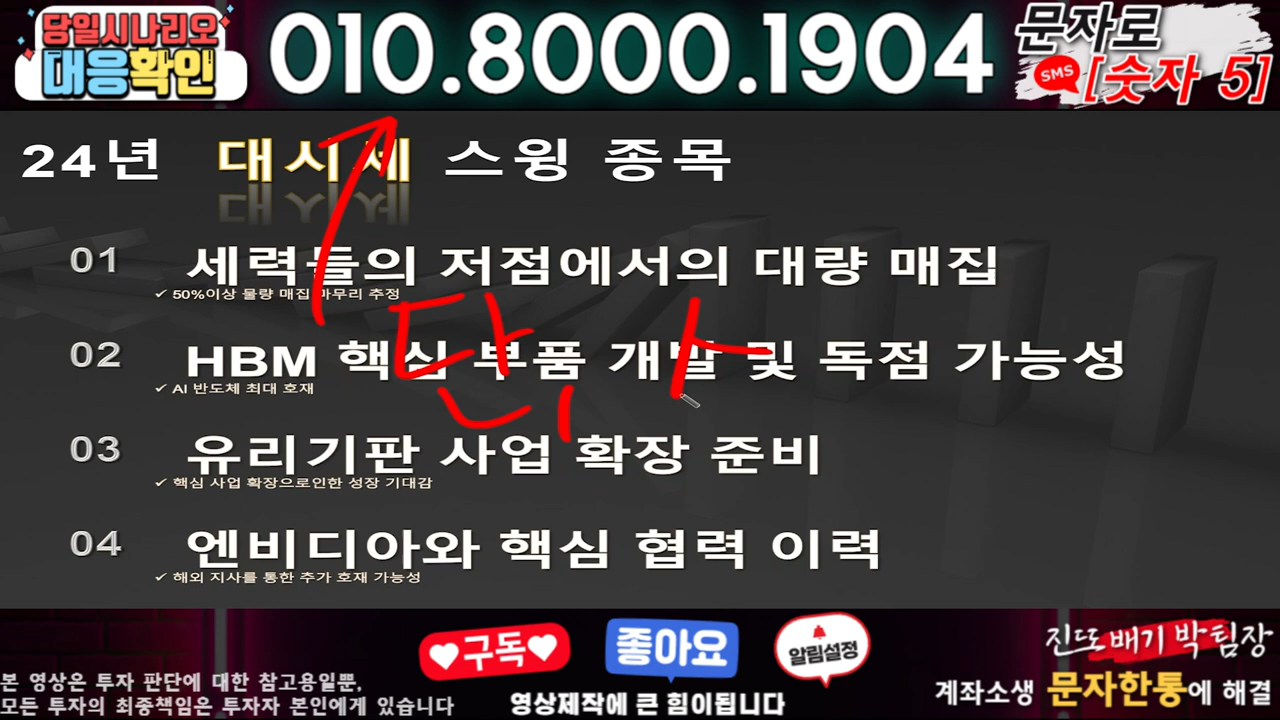 당일시나리오
대응확인
010.8000.1904
문자로
SMS
[숫자 5]
24년 대시세 스윙 종목
01 세력들의 저점에서의 대량 매집
✓ 50%이상 물량 매집 마무리 추정
02 HBM 핵심 부품 개발 및 독점 가능성
✓ AI 반도체 최대 호재
03 유리기판 사업 확장 준비
✓ 핵심 사업 확장으로인한 성장 기대감
04 엔비디아와 핵심 협력 이력
✓ 해외 지사를 통한 추가 호재 가능성
구독
좋아요
알림설정
영상제작에 큰 힘이됩니다
본 영상은 투자 판단에 대한 참고용일뿐,
모든 투자의 최종책임은 투자자 본인에게 있습니다
진또배기 박팀장
계좌소생 문자한통에 해결